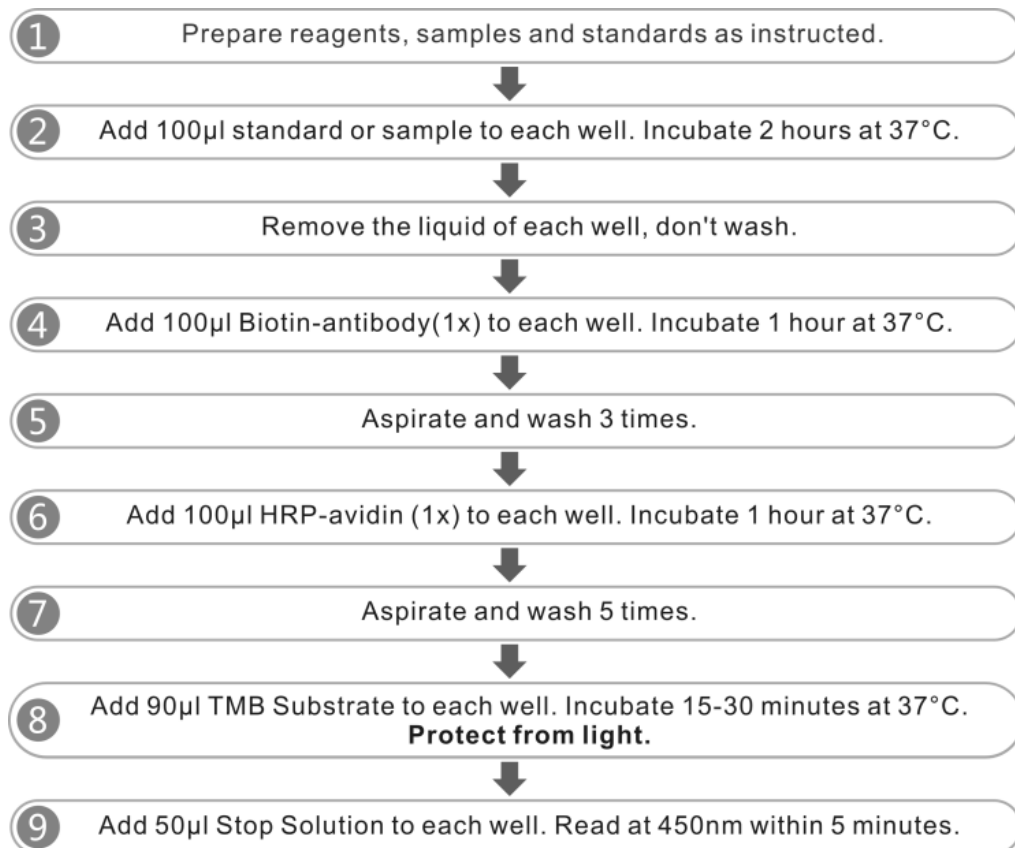 1 Prepare reagents, samples and standards as instructed.
2 Add 100µl standard or sample to each well. Incubate 2 hours at 37°C.
3 Remove the liquid of each well, don't wash.
4 Add 100µl Biotin-antibody(1x) to each well. Incubate 1 hour at 37°C.
5 Aspirate and wash 3 times.
6 Add 100µl HRP-avidin (1x) to each well. Incubate 1 hour at 37°C.
7 Aspirate and wash 5 times.
8 Add 90µl TMB Substrate to each well. Incubate 15-30 minutes at 37°C.
Protect from light.
9 Add 50µl Stop Solution to each well. Read at 450nm within 5 minutes.